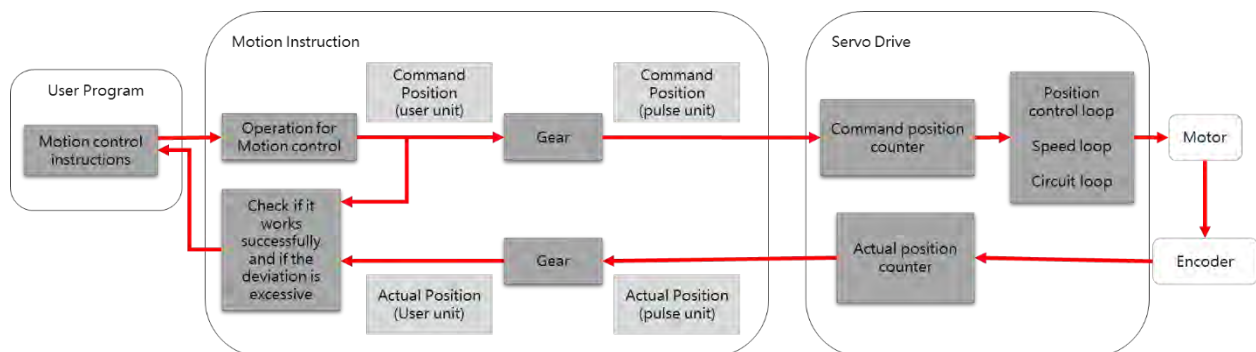 User Program
Motion control
instructions
Motion Instruction
Operation for
Motion control
Command
Position
(user unit)
Gear
Command
Position
(pulse unit)
Check if it
works
successfully
and if the
deviation is
excessive
Actual Position
(User unit)
Gear
Actual Position
(pulse unit)
Servo Drive
Command position
counter
Position
control loop
Speed loop
Circuit loop
Actual position
counter
Motor
Encoder